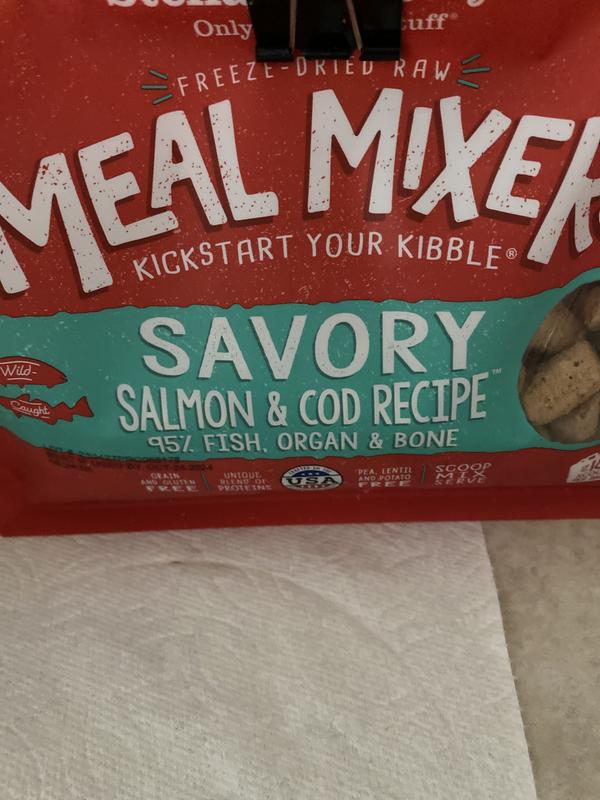 Only
tuff®
FREEZE-DRIED RAW
MEAL MIXER
KICKSTART YOUR KIBBLE®
SAVORY
SALMON & COD RECIPE™
95% FISH, ORGAN & BONE
Wild-
Caught
GRAIN
AND GLUTEN
FREE
UNIQUE
BLEND OF
PROTEINS
USA
PEA, LENTIL
AND POTATO
FREE
SCOOP
MIX
SERVE